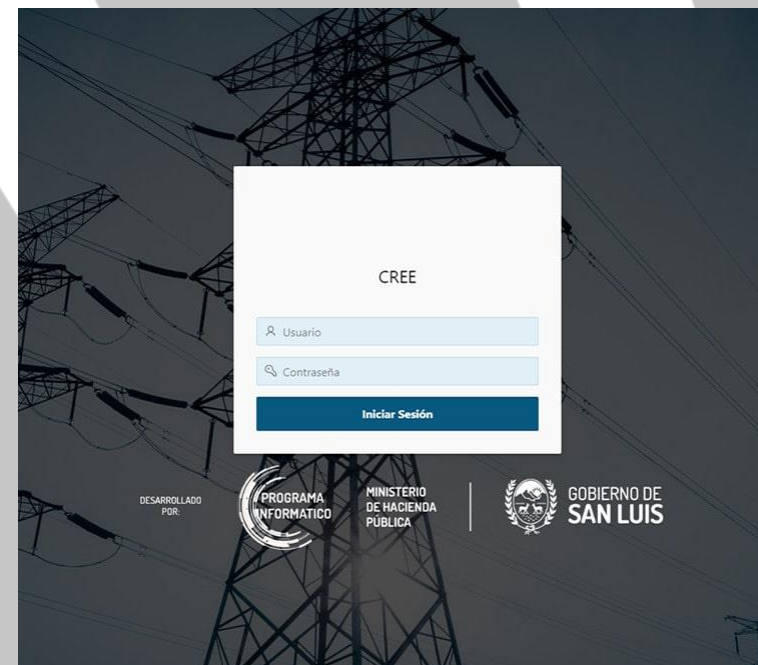 CREE
Usuario
Contraseña
Iniciar Sesión
DESARROLLADO
POR:
PROGRAMA
INFORMATICO
MINISTERIO
DE HACIENDA
PÚBLICA
GOBIERNO DE
SAN LUIS